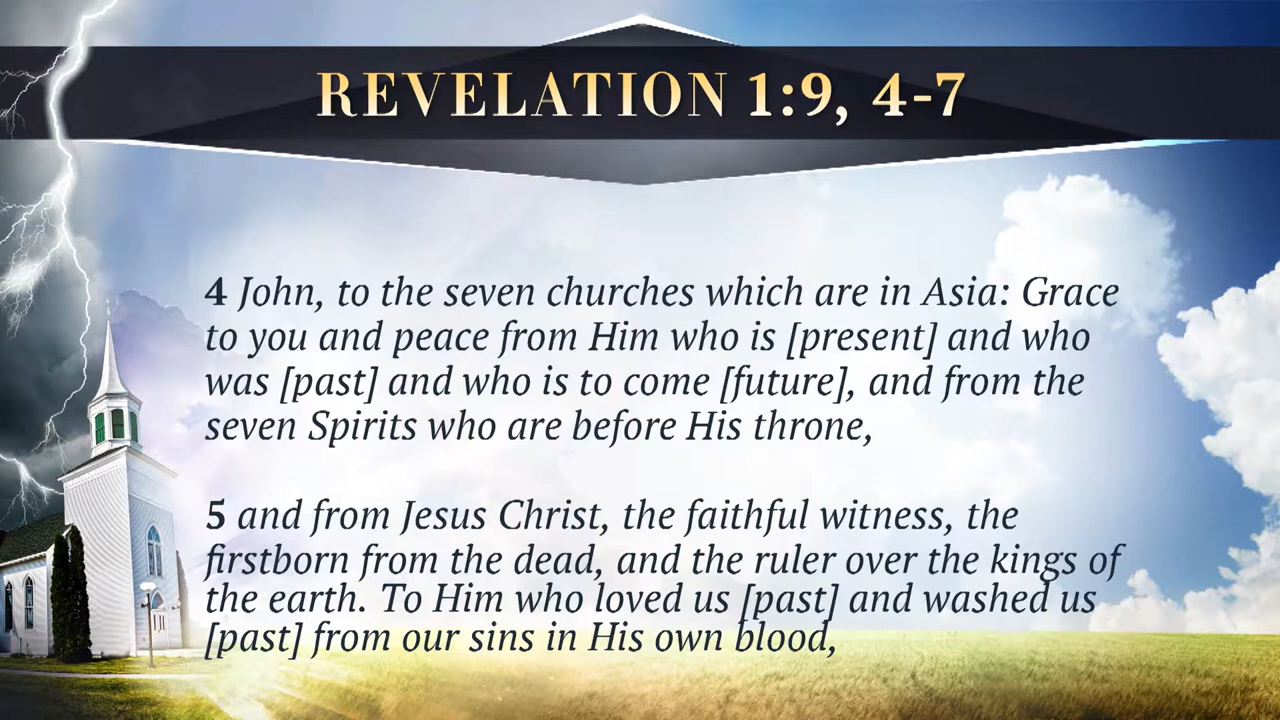 REVELATION 1:9, 4-7
4 John, to the seven churches which are in Asia: Grace
to you and peace from Him who is [present] and who
was [past] and who is to come [future], and from the
seven Spirits who are before His throne,
5 and from Jesus Christ, the faithful witness, the
firstborn from the dead, and the ruler over the kings of
the earth. To Him who loved us [past] and washed us
[past] from our sins in His own blood,